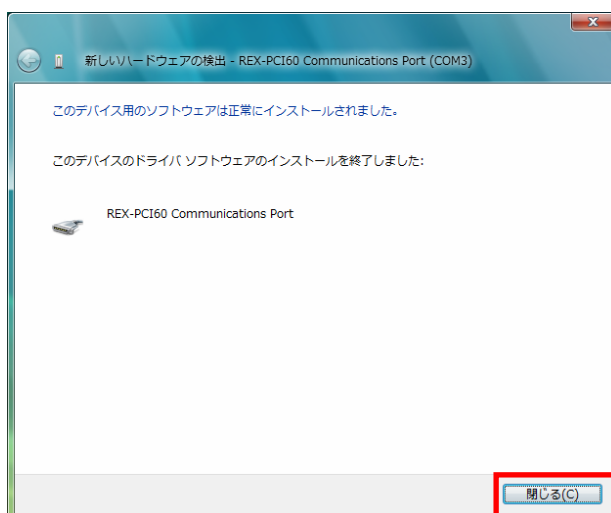 新しいハードウェアの検出 - REX-PCI60 Communications Port (COM3)
このデバイス用のソフトウェアは正常にインストールされました。
このデバイスのドライバ ソフトウェアのインストールを終了しました:
REX-PCI60 Communications Port
閉じる(C)